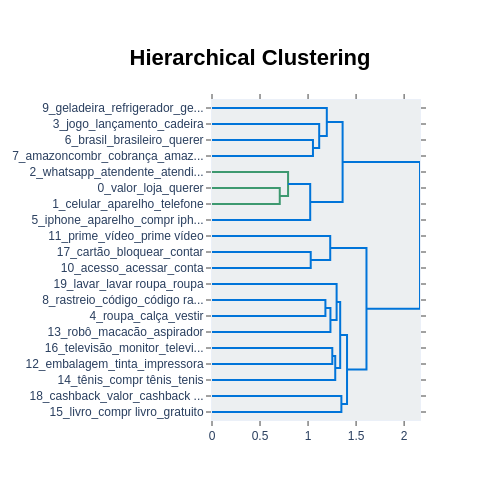 Hierarchical Clustering
9_geladeira_refrigerador_ge...
3_jogo_lançamento_cadeira
6_brasil_brasileiro_querer
7_amazoncombr_cobrança_amaz...
2_whatsapp_atendente_atendi...
0_valor_loja_querer
1_celular_aparelho_telefone
5_iphone_aparelho_compr iph...
11_prime_vídeo_prime vídeo
17_cartão_bloquear_contar
10_acesso_acessar_conta
19_lavar_lavar roupa_roupa
8_rastreio_código_código ra...
4_roupa_calça_vestir
13_robô_macacão_aspirador
16_televisão_monitor_televi...
12_embalagem_tinta_impressora
14_tênis_compr tênis_tenis
18_cashback_valor_cashback ...
15_livro_compr livro_gratuito
0 0.5 1 1.5 2